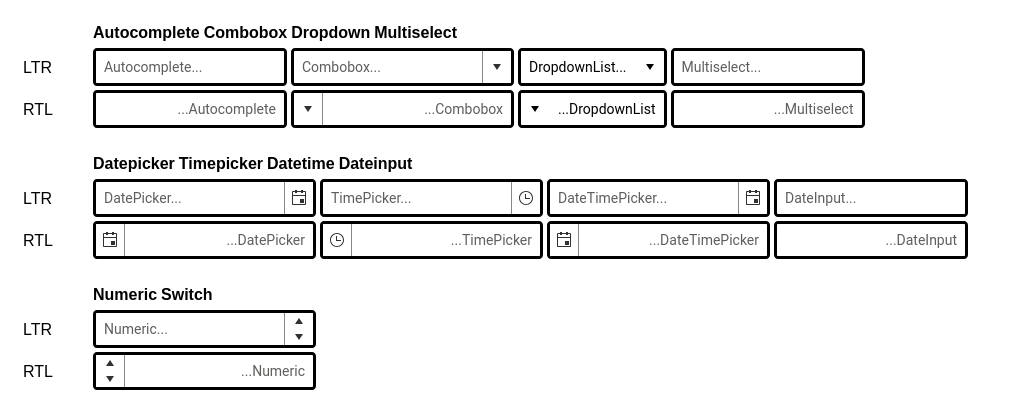 Autocomplete Combobox Dropdown Multiselect
LTR Autocomplete... Combobox... DropdownList... Multiselect...
RTL ...Autocomplete ...Combobox ...DropdownList ...Multiselect
Datepicker Timepicker Datetime Dateinput
LTR DatePicker... TimePicker... DateTimePicker... DateInput...
RTL ...DatePicker ...TimePicker ...DateTimePicker ...DateInput
Numeric Switch
LTR Numeric...
RTL ...Numeric